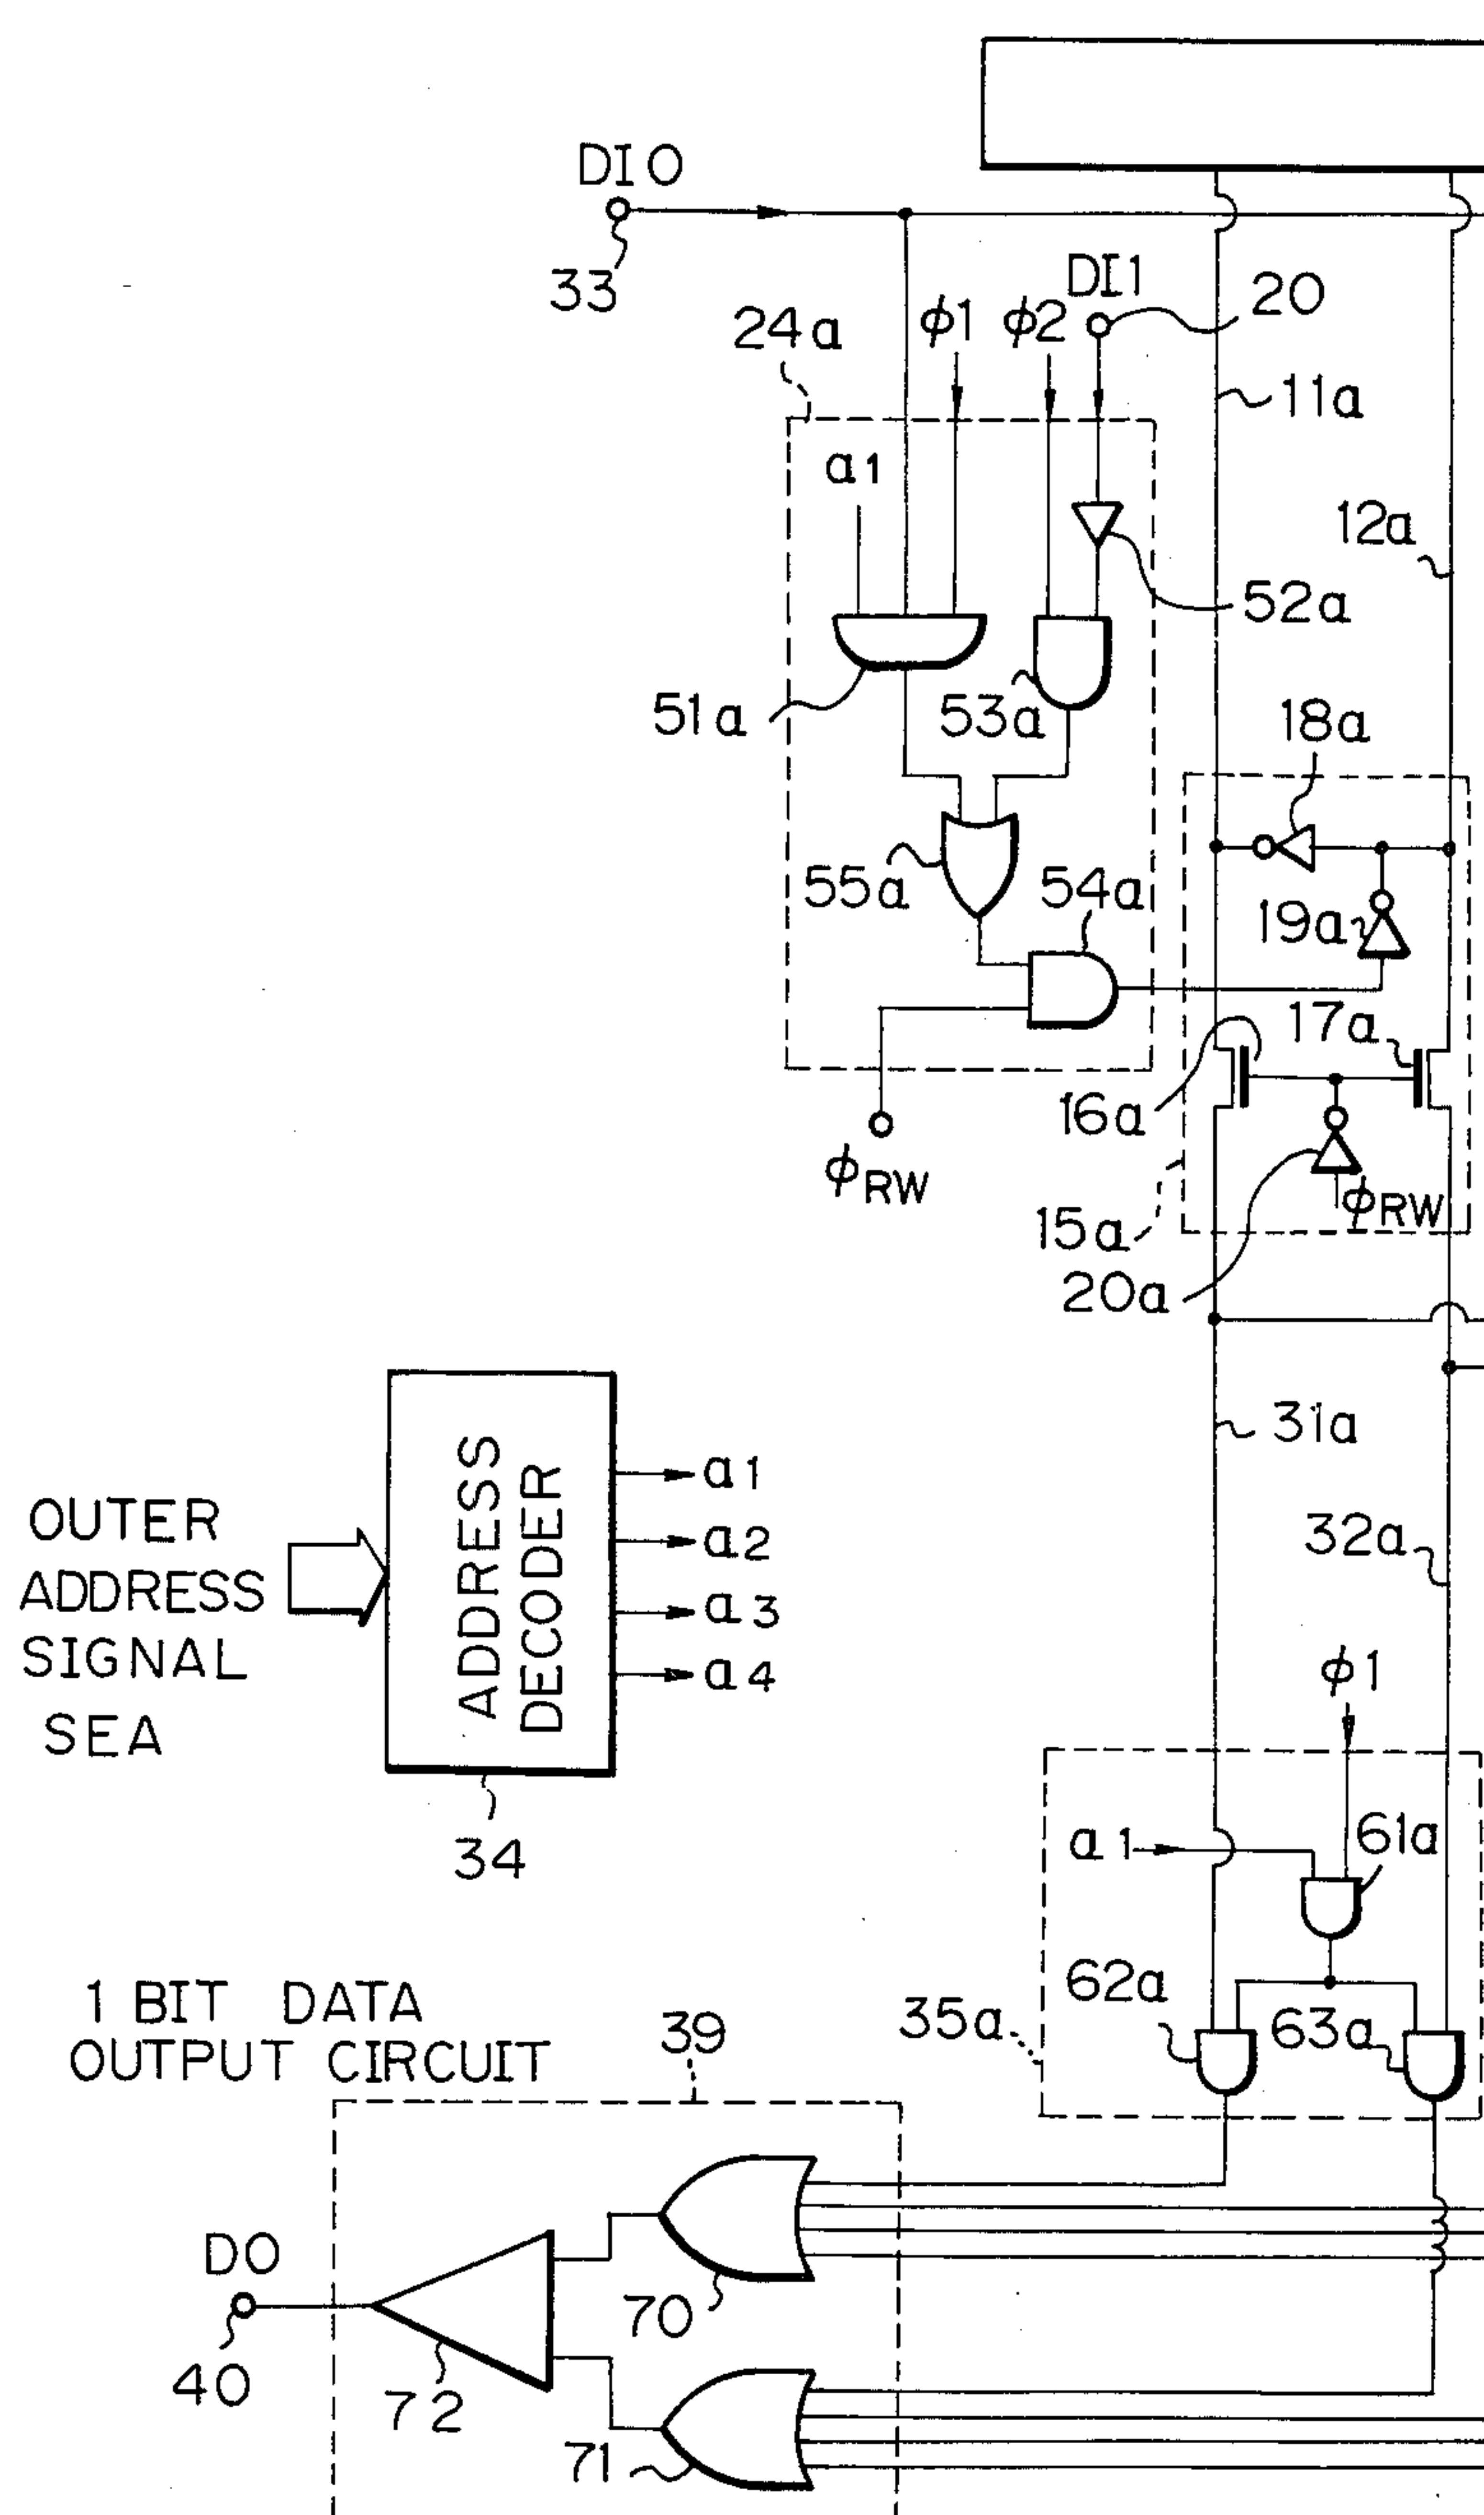 DIO
33
DI1
20
24a
φ1
φ2
11a
a1
12a
52a
51a
53a
18a
55a
54a
19a
17a
16a
φRW
φRW
15a
20a
31a
ADDRESS
DECODER
a1
a2
a3
a4
OUTER
ADDRESS
SIGNAL
SEA
32a
φ1
34
a1
61a
62a
63a
35a
1 BIT DATA
OUTPUT CIRCUIT
39
DO
40
70
72
71